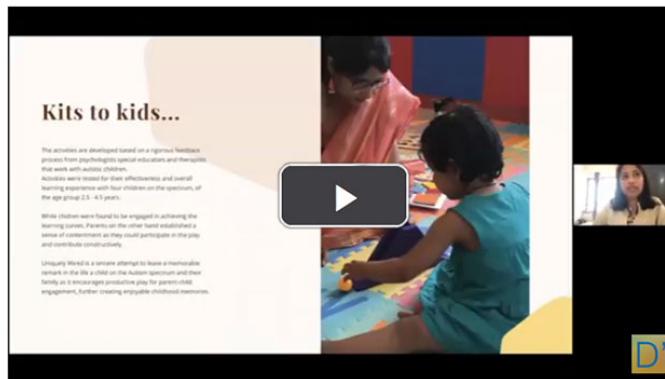 Kits to kids...
The activities are developed based on a rigorous feedback
process from psychologists special educators and therapists
that work with autistic children.
Activities were tested for their effectiveness and overall
learning experience with four children on the spectrum, of
the age group 2.5 - 4.5 years.
While children were found to be engaged in achieving the
learning curves. Parents on the other hand established a
sense of contentment as they could participate in the play
and contribute constructively.
Uniquely Wired is a sincere attempt to leave a memorable
remark in the life a child on the Autism spectrum and their
family as it encourages productive play for parent-child
engagement, further creating enjoyable childhood memories.
D'